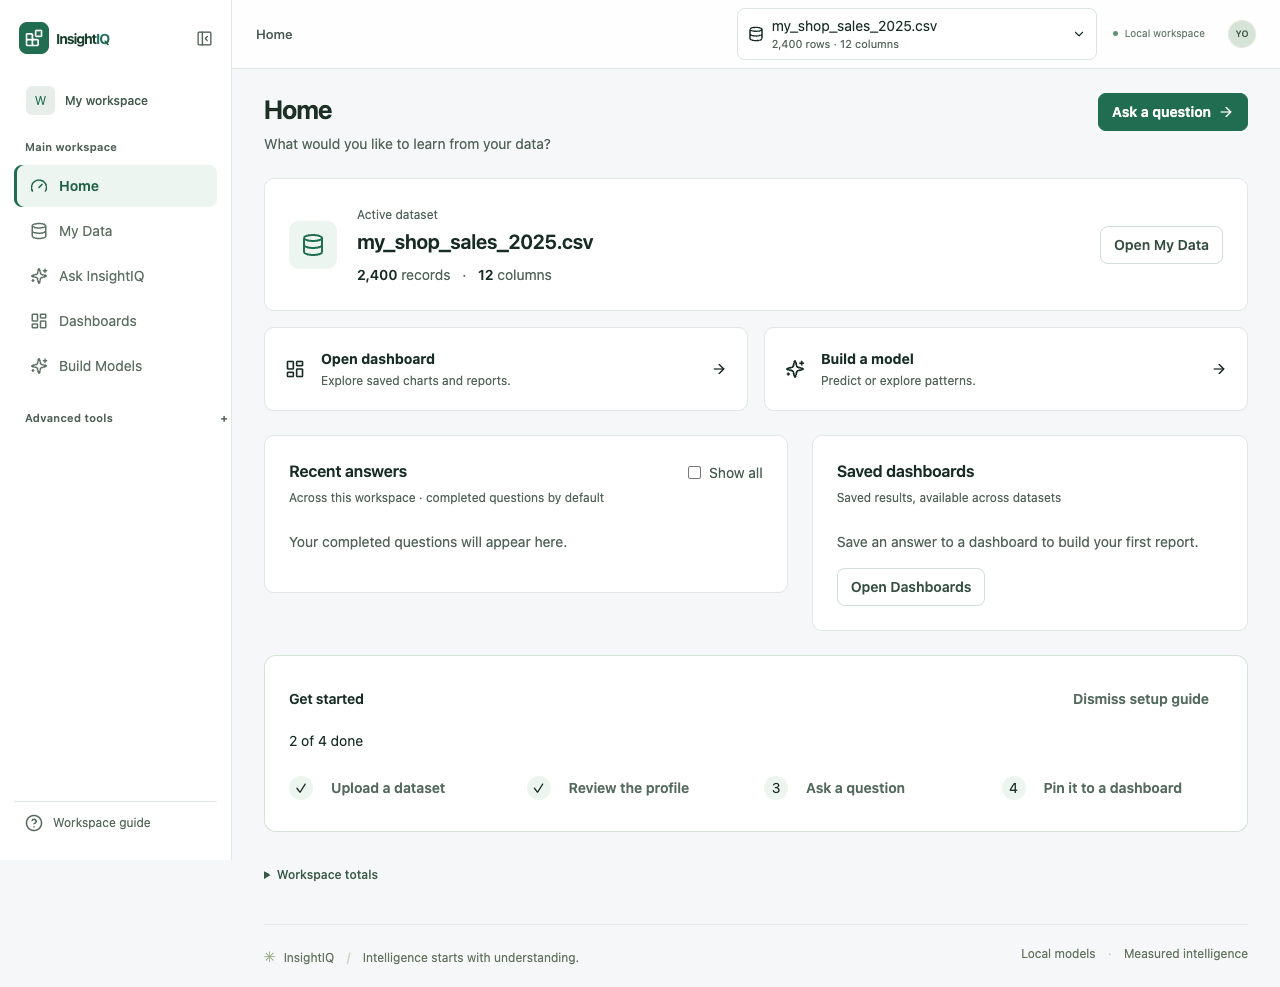 InsightIQ
W My workspace
Main workspace
Home
My Data
Ask InsightIQ
Dashboards
Build Models
Advanced tools +
Workspace guide
Home
my_shop_sales_2025.csv
2,400 rows · 12 columns
Local workspace
YO
Home
What would you like to learn from your data?
Ask a question
Active dataset
my_shop_sales_2025.csv
2,400 records · 12 columns
Open My Data
Open dashboard
Explore saved charts and reports.
Build a model
Predict or explore patterns.
Recent answers
Show all
Across this workspace · completed questions by default
Your completed questions will appear here.
Saved dashboards
Saved results, available across datasets
Save an answer to a dashboard to build your first report.
Open Dashboards
Get started
Dismiss setup guide
2 of 4 done
Upload a dataset
Review the profile
3 Ask a question
4 Pin it to a dashboard
Workspace totals
InsightIQ / Intelligence starts with understanding.
Local models · Measured intelligence